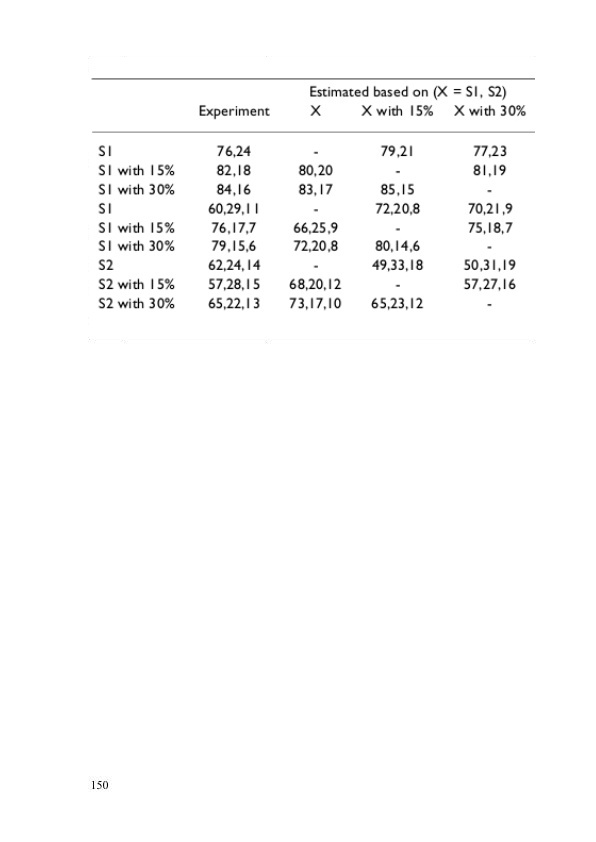 Estimated based on (X = S1, S2)
Experiment X X with 15% X with 30%
S1 76,24 - 79,21 77,23
S1 with 15% 82,18 80,20 - 81,19
S1 with 30% 84,16 83,17 85,15 -
S1 60,29,11 - 72,20,8 70,21,9
S1 with 15% 76,17,7 66,25,9 - 75,18,7
S1 with 30% 79,15,6 72,20,8 80,14,6 -
S2 62,24,14 - 49,33,18 50,31,19
S2 with 15% 57,28,15 68,20,12 - 57,27,16
S2 with 30% 65,22,13 73,17,10 65,23,12 -
150